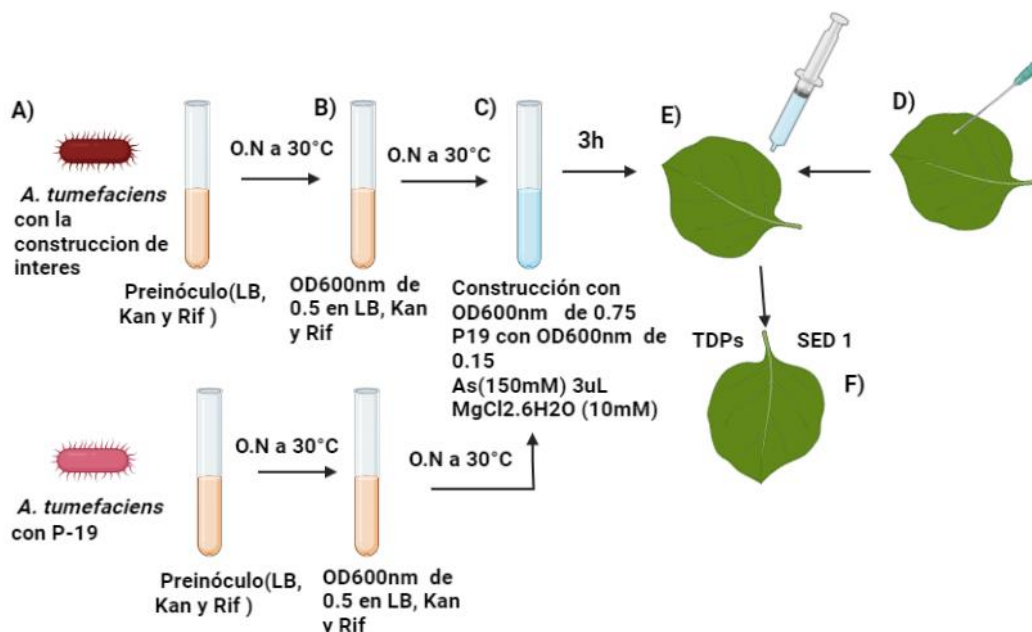 A)
A. tumefaciens
con la
construccion de
interes
O.N a 30°C
Preinóculo(LB,
Kan y Rif )
B)
O.N a 30°C
OD600nm de
0.5 en LB, Kan
y Rif
C)
3h
Construcción con
OD600nm de 0.75
P19 con OD600nm de
0.15
As(150mM) 3uL
MgCl2.6H2O (10mM)
E)
D)
TDPs
SED 1
F)
A. tumefaciens
con P-19
O.N a 30°C
Preinóculo(LB,
Kan y Rif )
O.N a 30°C
OD600nm de
0.5 en LB, Kan
y Rif